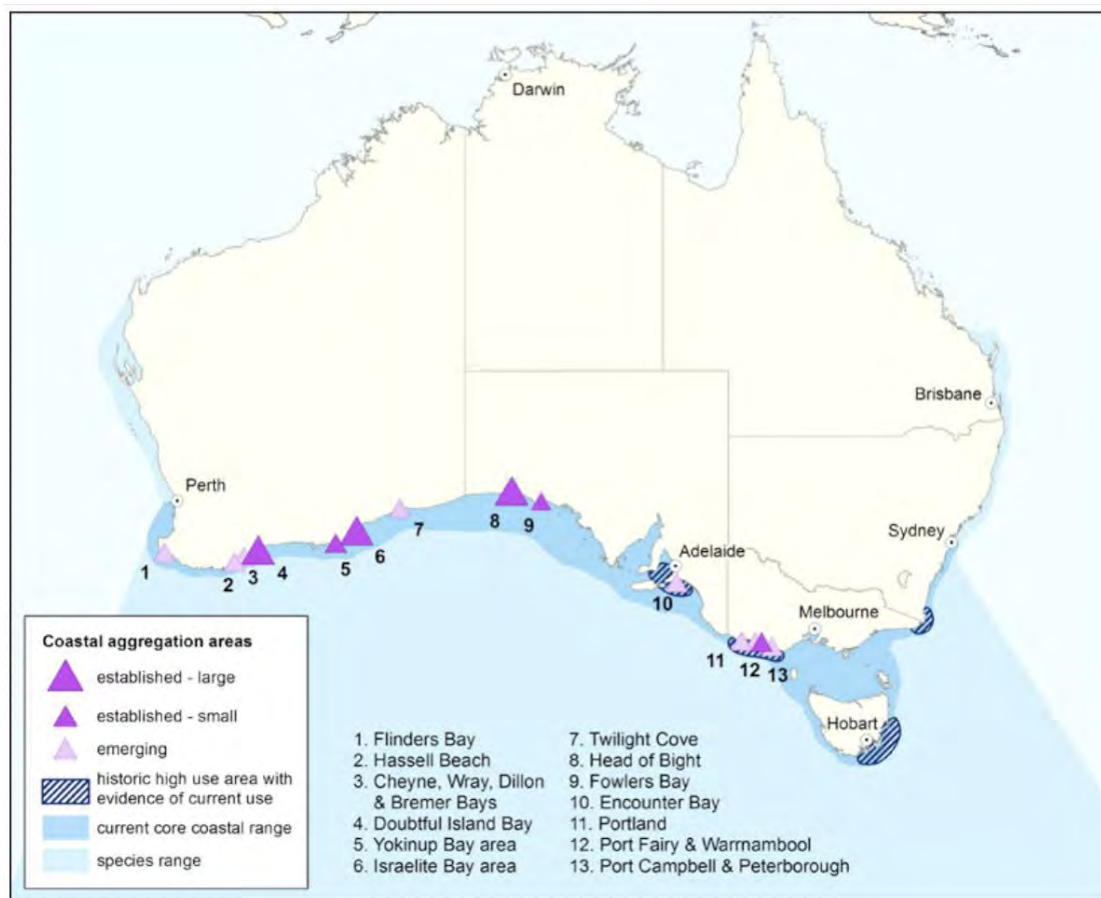 Darwin
Brisbane
Perth
Sydney
Adelaide
Melbourne
Hobart
1
2
3
4
5
6
7
8
9
10
11
12
13
Coastal aggregation areas
established - large
established - small
emerging
historic high use area with
evidence of current use
current core coastal range
species range
1. Flinders Bay
2. Hassell Beach
3. Cheyne, Wray, Dillon
& Bremer Bays
4. Doubtful Island Bay
5. Yokinup Bay area
6. Israelite Bay area
7. Twilight Cove
8. Head of Bight
9. Fowlers Bay
10. Encounter Bay
11. Portland
12. Port Fairy & Warrnambool
13. Port Campbell & Peterborough